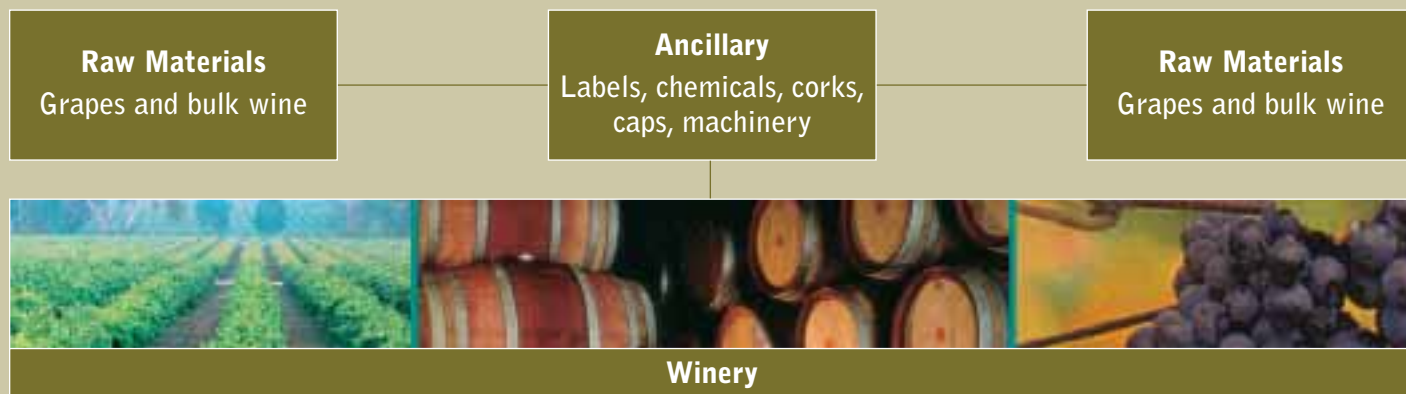 Raw Materials
Grapes and bulk wine
Ancillary
Labels, chemicals, corks,
caps, machinery
Raw Materials
Grapes and bulk wine
Winery